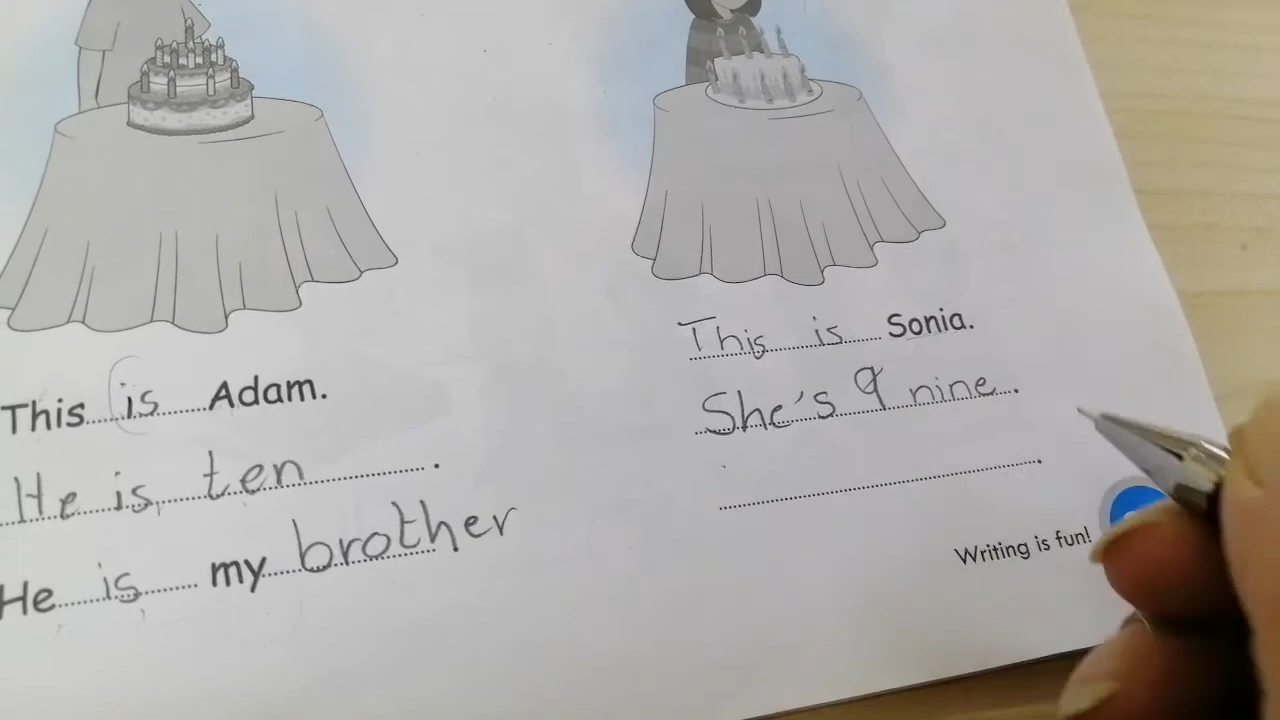 This is Adam.
He is ten .
He is my brother
This is Sonia.
She's 9 nine .
Writing is fun!